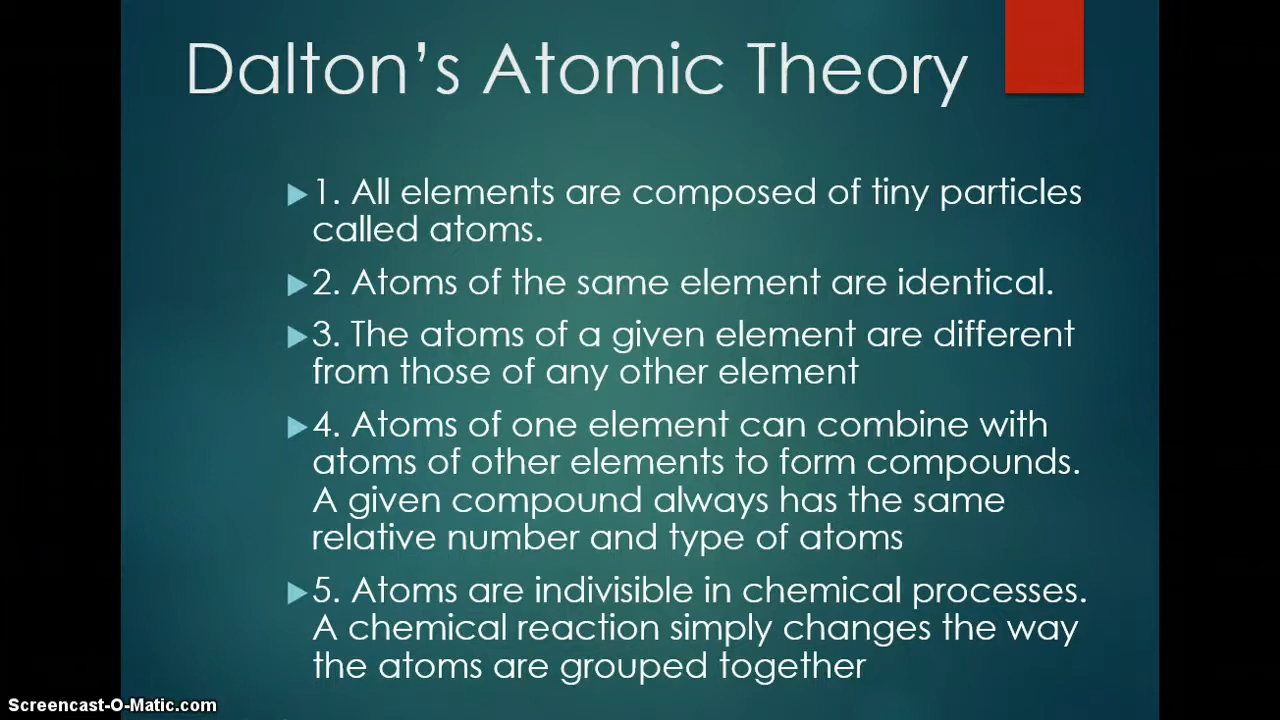 Dalton’s Atomic Theory
1. All elements are composed of tiny particles
called atoms.
2. Atoms of the same element are identical.
3. The atoms of a given element are different
from those of any other element
4. Atoms of one element can combine with
atoms of other elements to form compounds.
A given compound always has the same
relative number and type of atoms
5. Atoms are indivisible in chemical processes.
A chemical reaction simply changes the way
the atoms are grouped together
Screencast-O-Matic.com